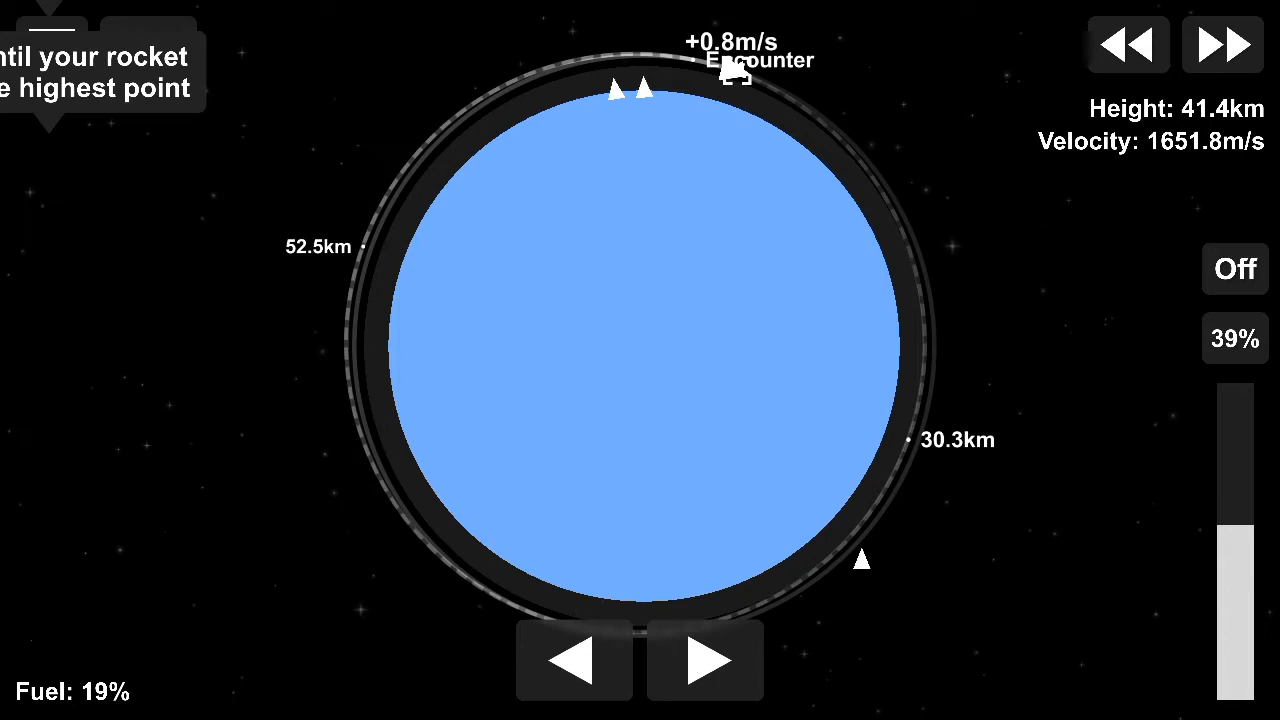 ntil your rocket
e highest point
+0.8m/s
Encounter
Height: 41.4km
Velocity: 1651.8m/s
52.5km
Off
39%
30.3km
Fuel: 19%